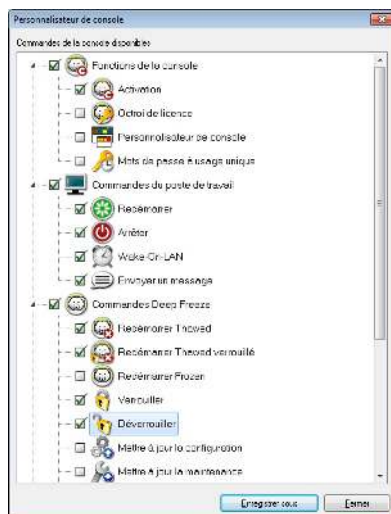 Personnalisateur de console
Commandes de la console disponibles
Fonctions de la console
Activation
Octroi de licence
Personnalisateur de console
Mots de passe à usage unique
Commandes du poste de travail
Redémarrer
Arrêter
Wake-On-LAN
Envoyer un message
Commandes Deep Freeze
Redémarrer Thawed
Redémarrer Thawed verrouillé
Redémarrer Frozen
Verrouiller
Déverrouiller
Mettre à jour la configuration
Mettre à jour la maintenance
Enregistrer sous
Fermer